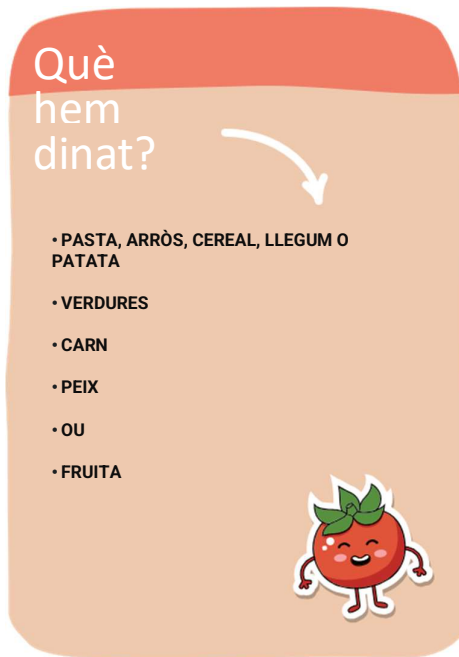 Què
hem
dinat?
• PASTA, ARRÒS, CEREAL, LLEGUM O
PATATA
• VERDURES
• CARN
• PEIX
• OU
• FRUITA